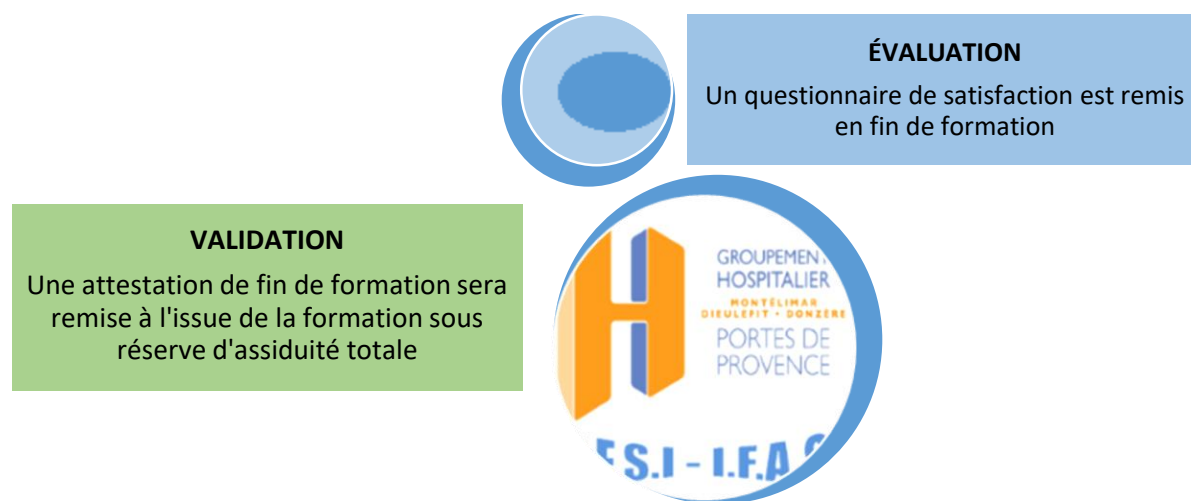 ÉVALUATION
Un questionnaire de satisfaction est remis
en fin de formation
VALIDATION
Une attestation de fin de formation sera
remise à l'issue de la formation sous
réserve d'assiduité totale
GROUPEMEN
HOSPITALIER
MONTÉLIMAR
DIEULEFIT • DONZÈRE
PORTES DE
PROVENCE
F S.I - I.F.A